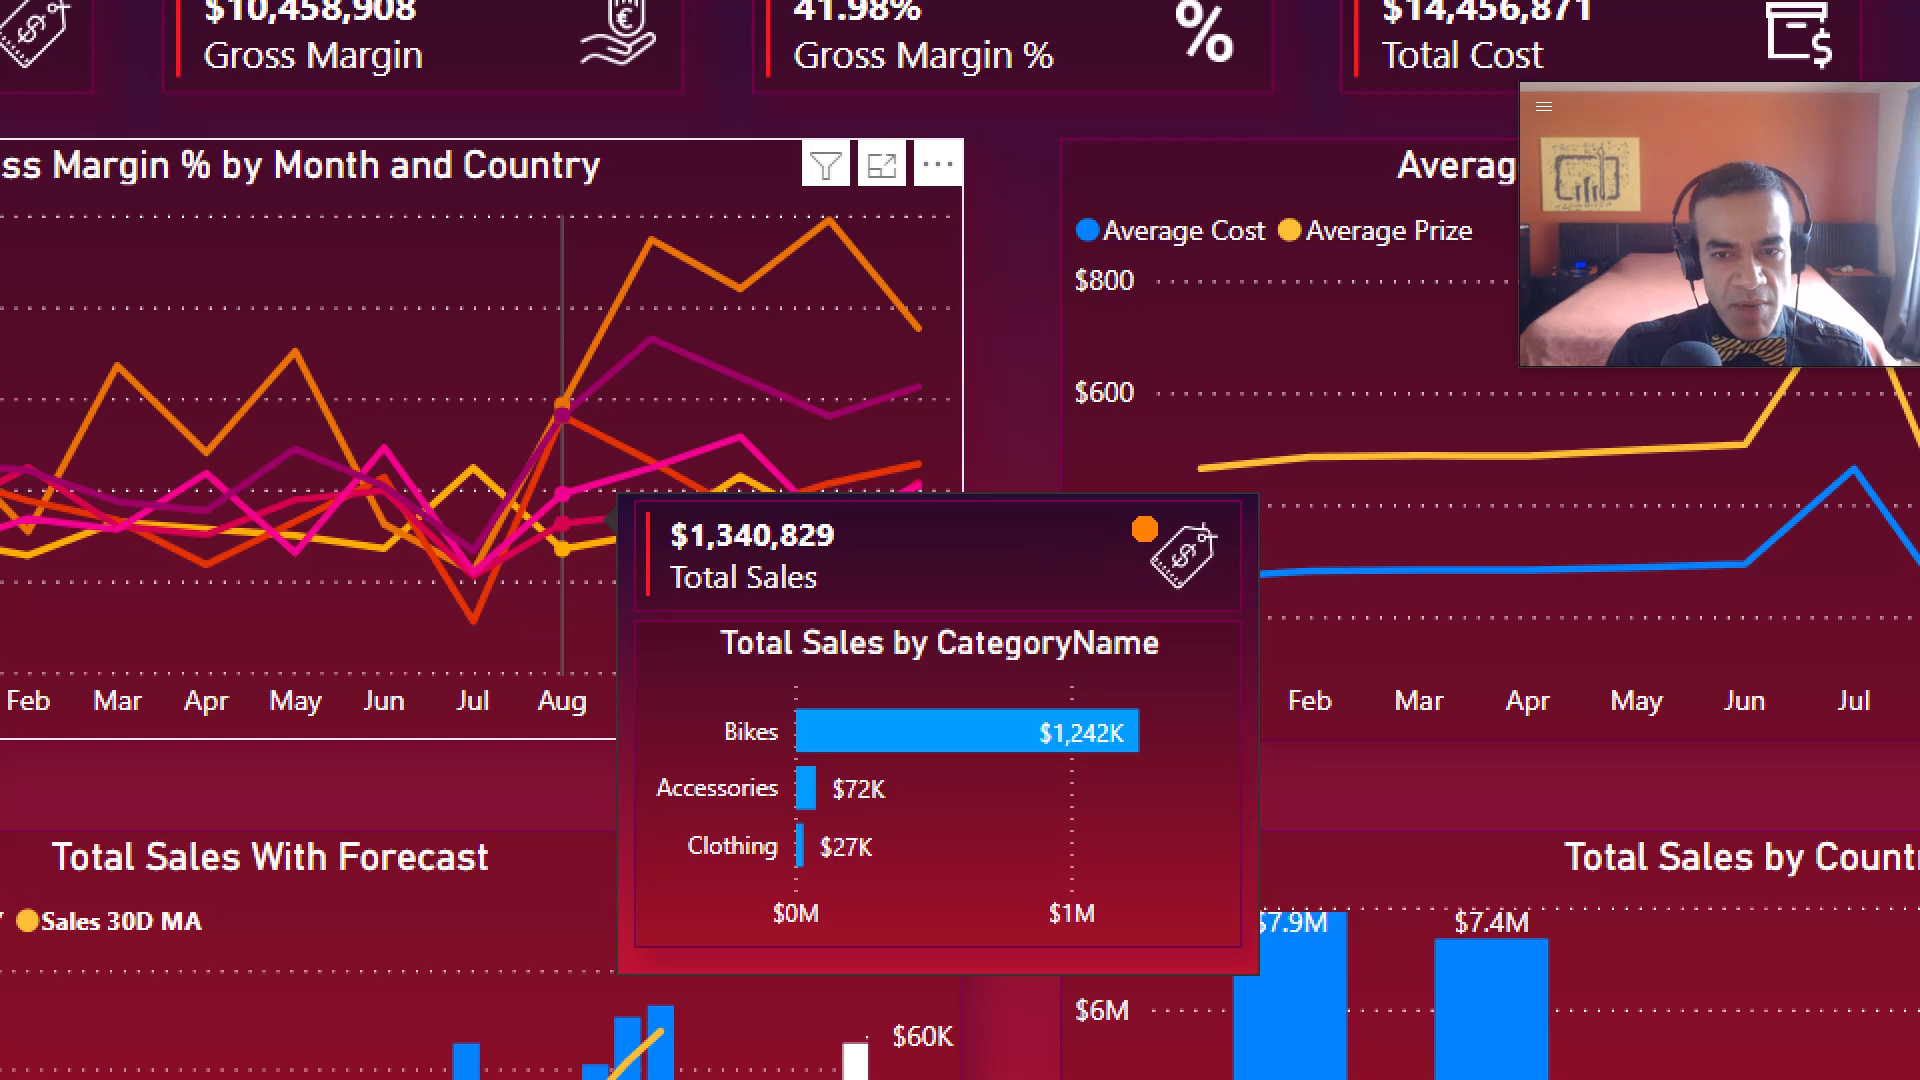 $10,458,908
Gross Margin
41.98%
Gross Margin %
$14,456,871
Total Cost
ss Margin % by Month and Country
Feb Mar Apr May Jun Jul Aug
Averag
Average Cost Average Prize
$800
$600
Feb Mar Apr May Jun Jul
$1,340,829
Total Sales
Total Sales by CategoryName
Bikes $1,242K
Accessories $72K
Clothing $27K
$0M $1M
Total Sales With Forecast
Sales 30D MA
$60K
Total Sales by Countr
$7.9M $7.4M
$6M